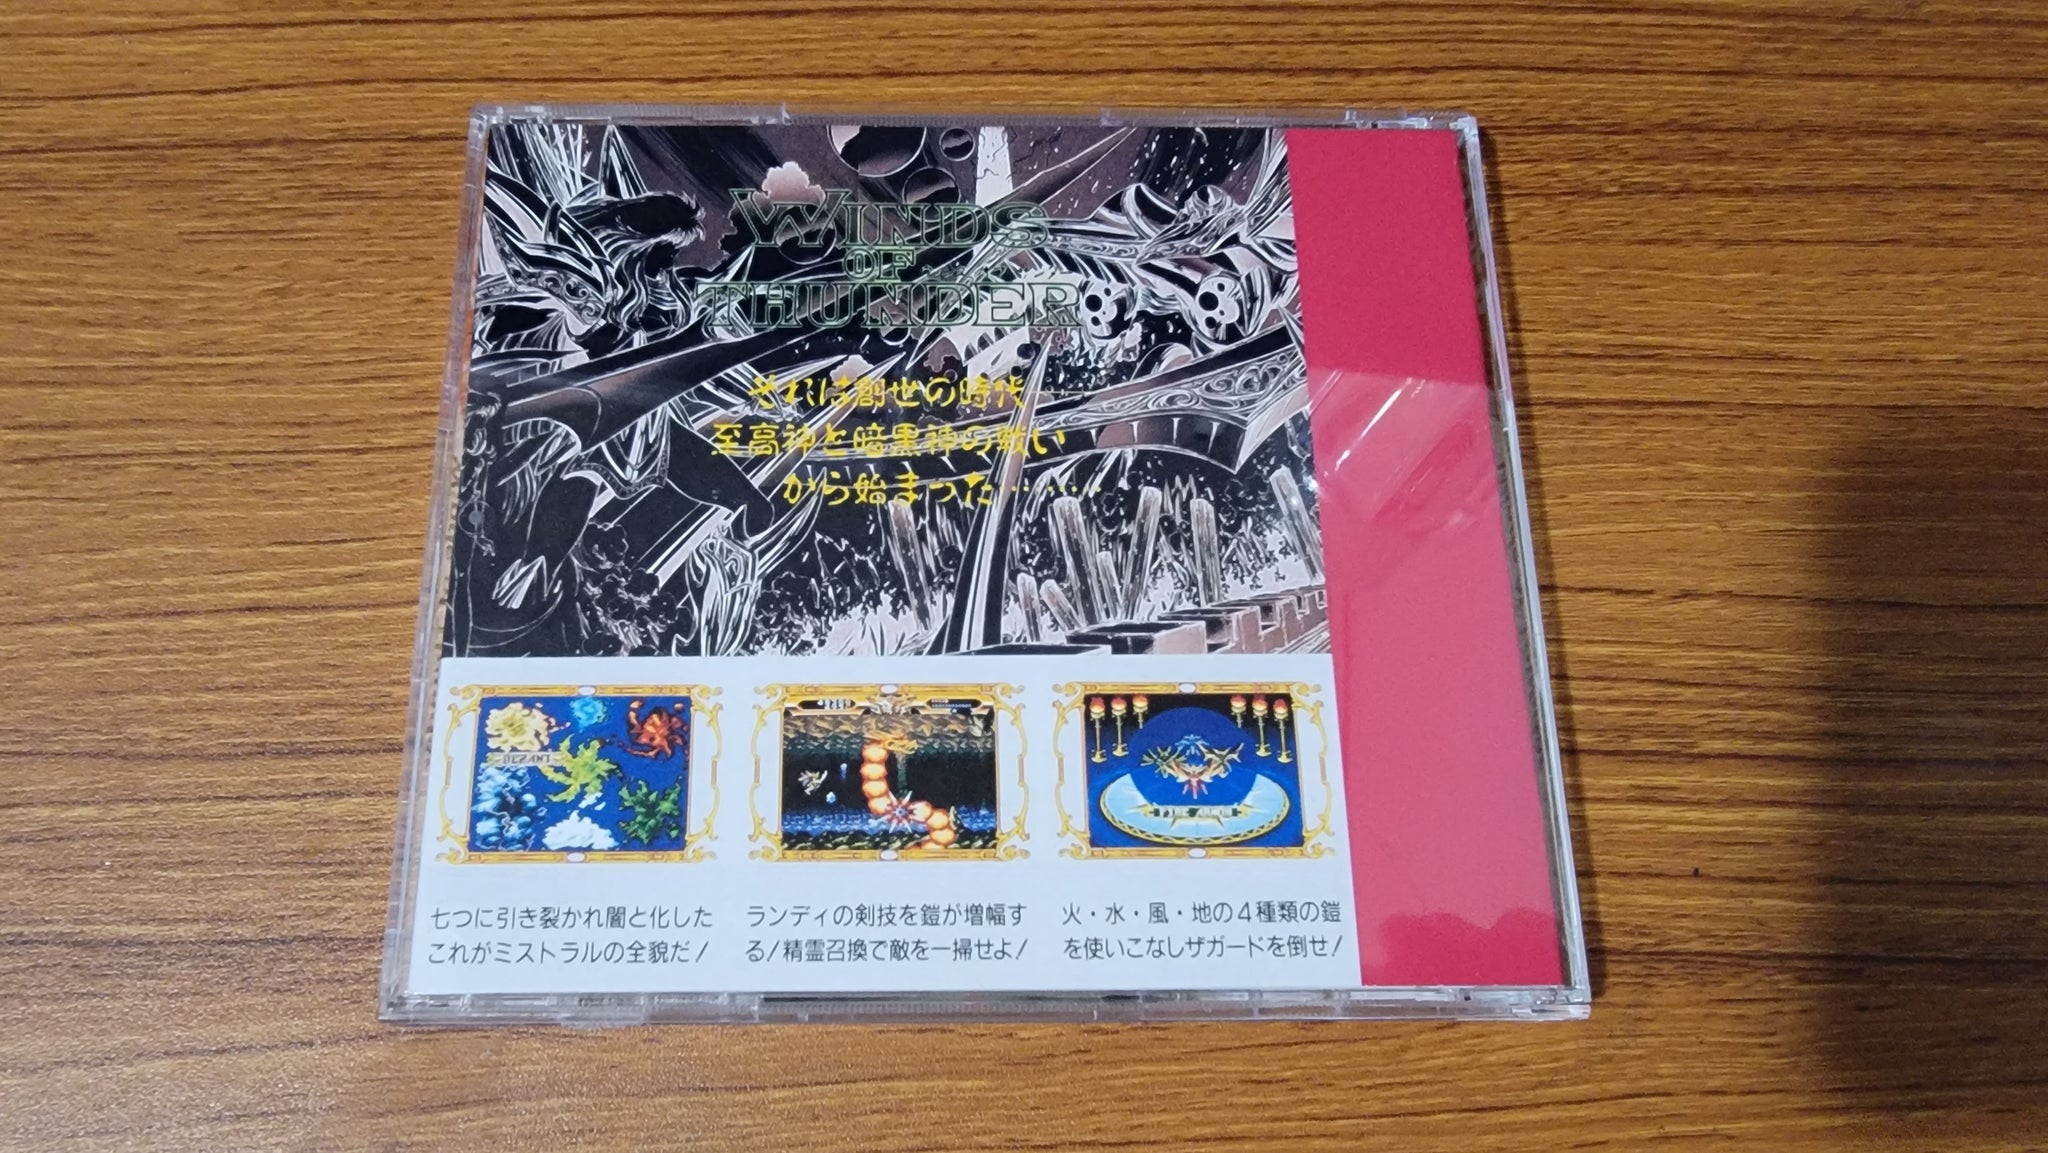 WINDS
OF
THUNDER
それは創世の時代――
至高神と暗黒神の戦い
から始まった………
DEZANT
FIRE ARMOR
七つに引き裂かれ闇と化した
これがミストラルの全貌だ！
ランディの剣技を鎧が増幅す
る！精霊召喚で敵を一掃せよ！
火・水・風・地の4種類の鎧
を使いこなしザガードを倒せ！